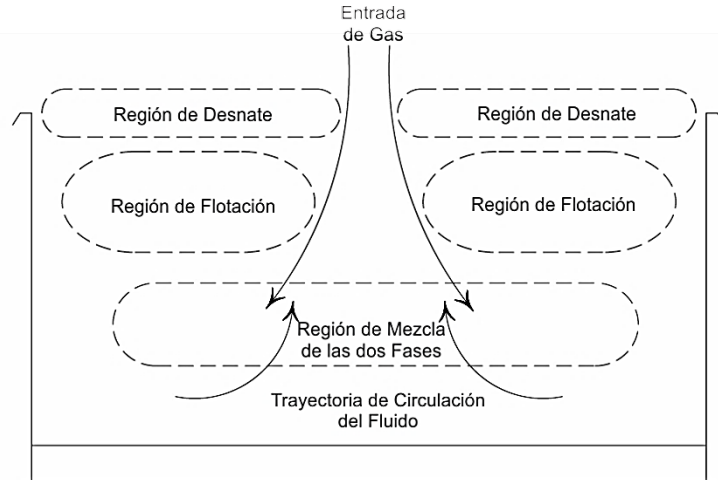 Entrada
de Gas
Región de Desnate
Región de Desnate
Región de Flotación
Región de Flotación
Región de Mezcla
de las dos Fases
Trayectoria de Circulación
del Fluido